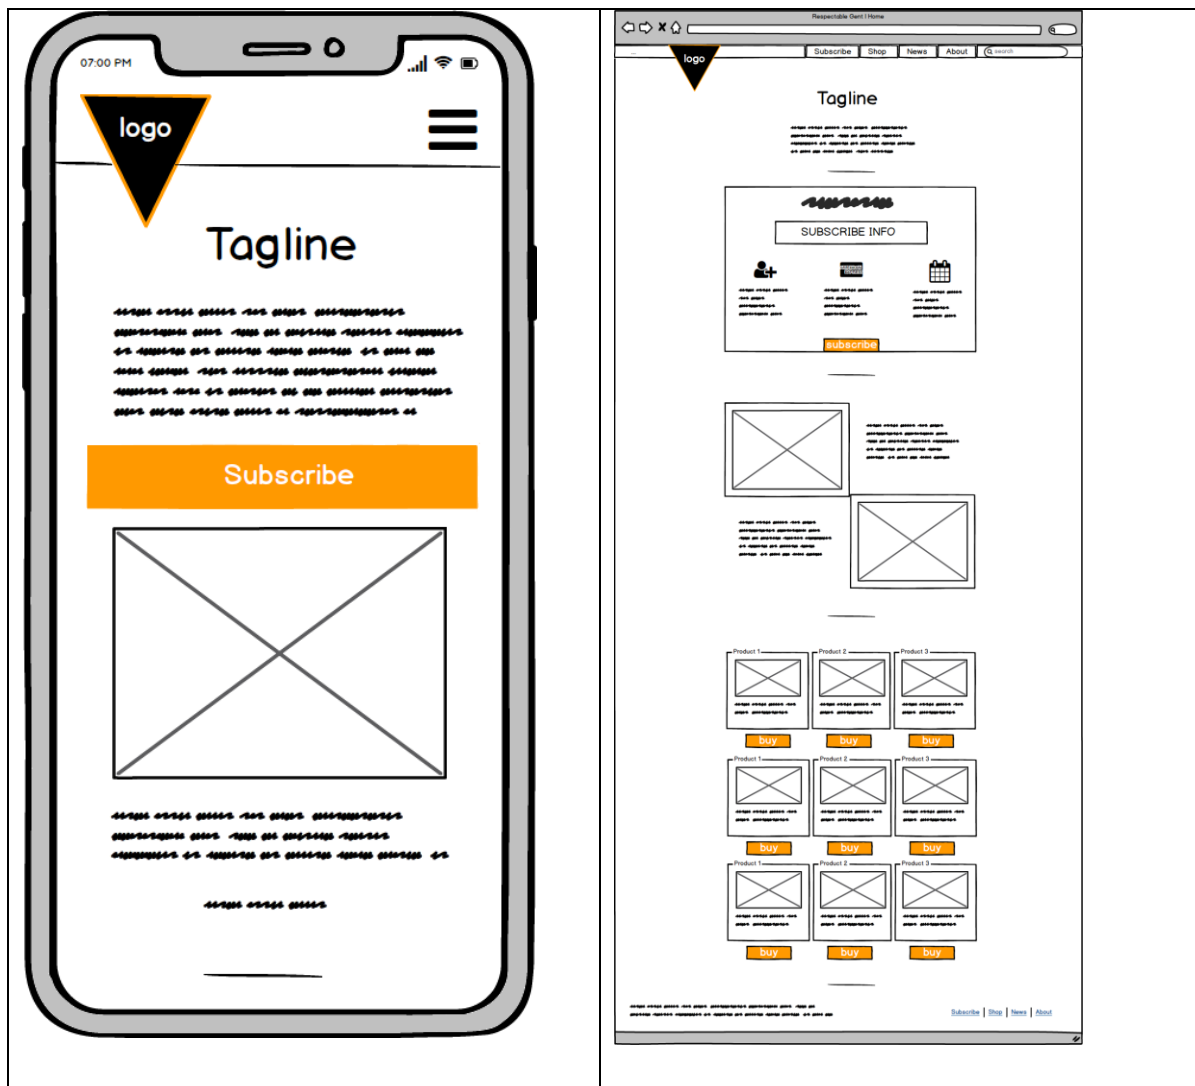 07:00 PM
logo
Tagline
Subscribe
Respectable Gent | Home
logo
Subscribe
Shop
News
About
search
Tagline
SUBSCRIBE INFO
subscribe
Product 1
Product 2
Product 3
buy
buy
buy
Product 1
Product 2
Product 3
buy
buy
buy
Product 1
Product 2
Product 3
buy
buy
buy
Subscribe | Shop | News | About